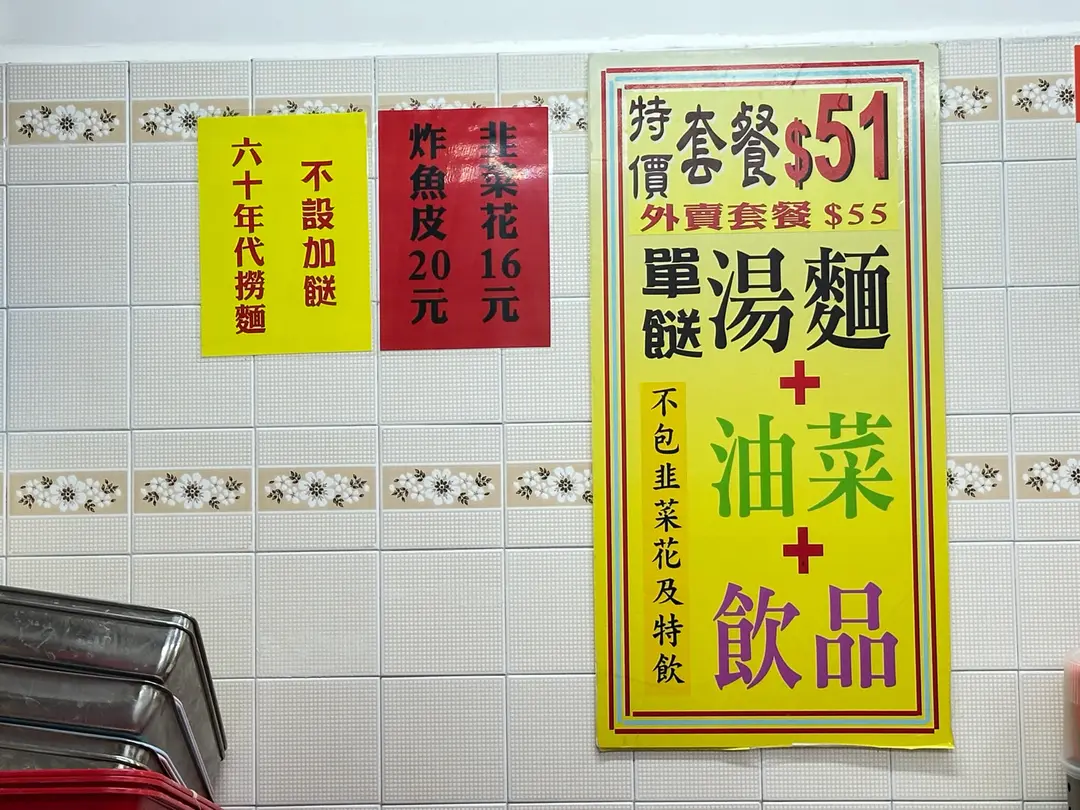 六十年代撈麵
不設加餸
韭菜花16元
炸魚皮20元
特價套餐$51
外賣套餐 $55
單餸湯麵
+
油菜
+
飲品
不包韭菜花及特飲